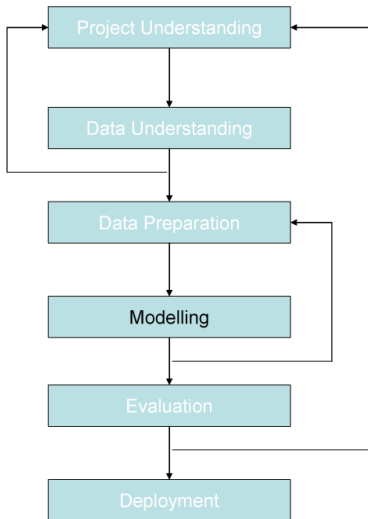 Project Understanding
Data Understanding
Data Preparation
Modelling
Evaluation
Deployment